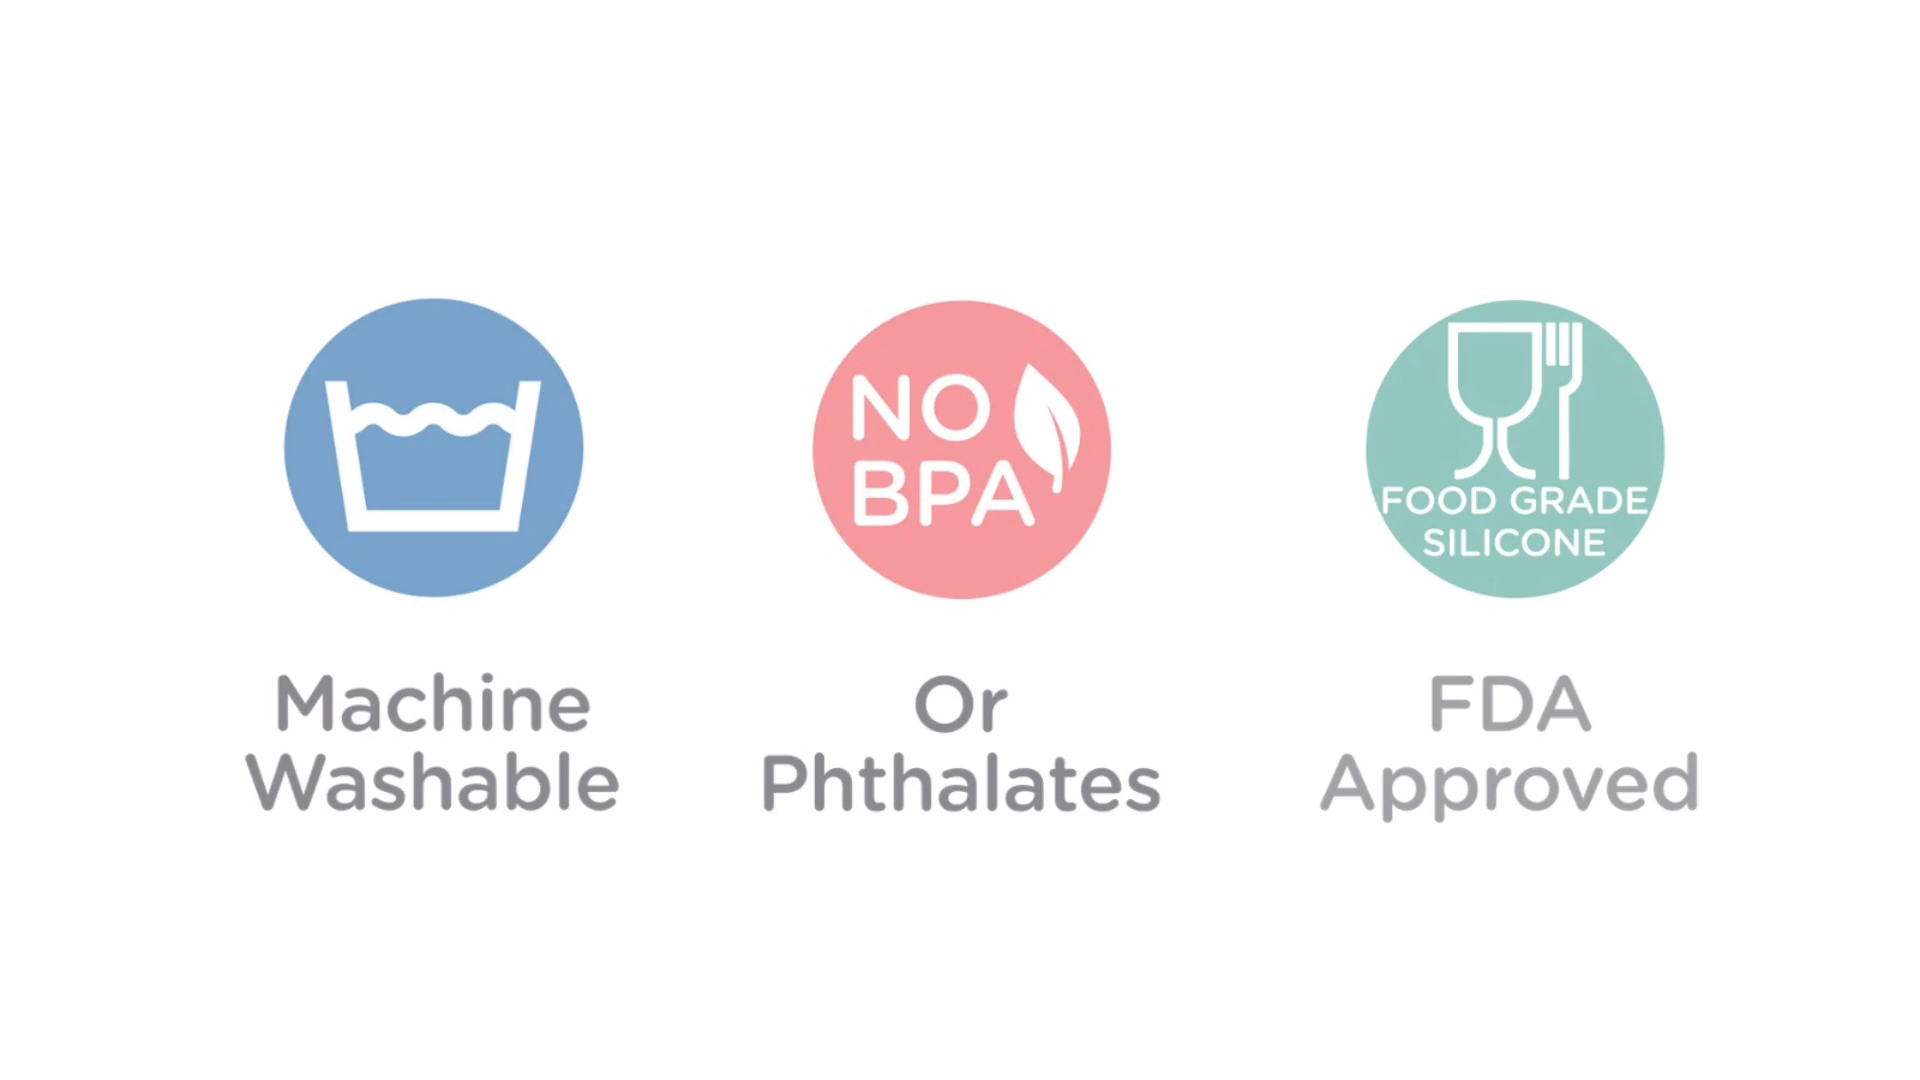 Machine
Washable
NO
BPA
Or
Phthalates
FOOD GRADE
SILICONE
FDA
Approved